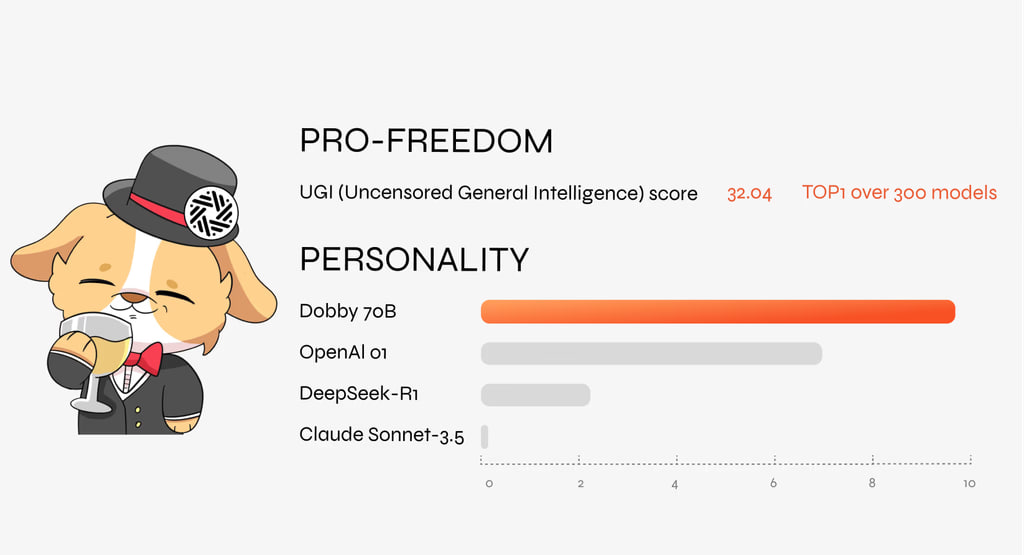 PRO-FREEDOM
UGI (Uncensored General Intelligence) score 32.04 TOP1 over 300 models
PERSONALITY
Dobby 70B
OpenAI o1
DeepSeek-R1
Claude Sonnet-3.5
0 2 4 6 8 10